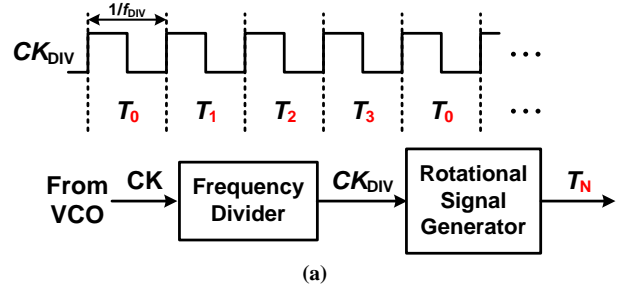 1/fDIV
CKDIV
T0 T1 T2 T3 T0 ...
...
From VCO
CK
Frequency Divider
CKDIV
Rotational Signal Generator
TN
(a)